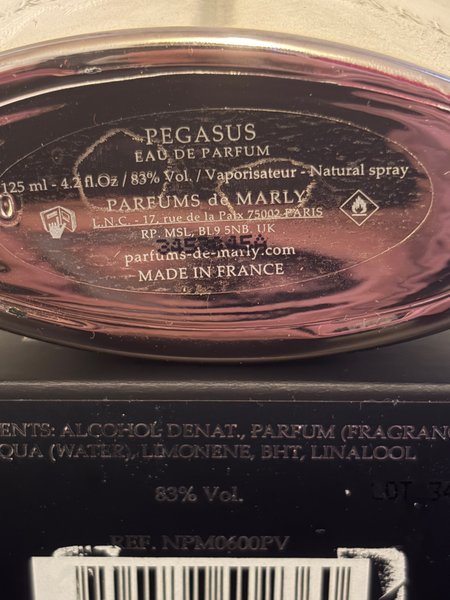 PEGASUS
EAU DE PARFUM
125 ml - 4.2 fl.Oz / 83% Vol. / Vaporisateur - Natural spray
PARFUMS de MARLY
L.N.C. - 17, rue de la Paix 75002 PARIS
RP. MSL, BL9 5NB. UK
parfums-de-marly.com
MADE IN FRANCE
ENTS: ALCOHOL DENAT., PARFUM (FRAGRANC
QUA (WATER), LIMONENE, BHT, LINALOOL
83% Vol.
LOT 34
REF. NPM0600PV